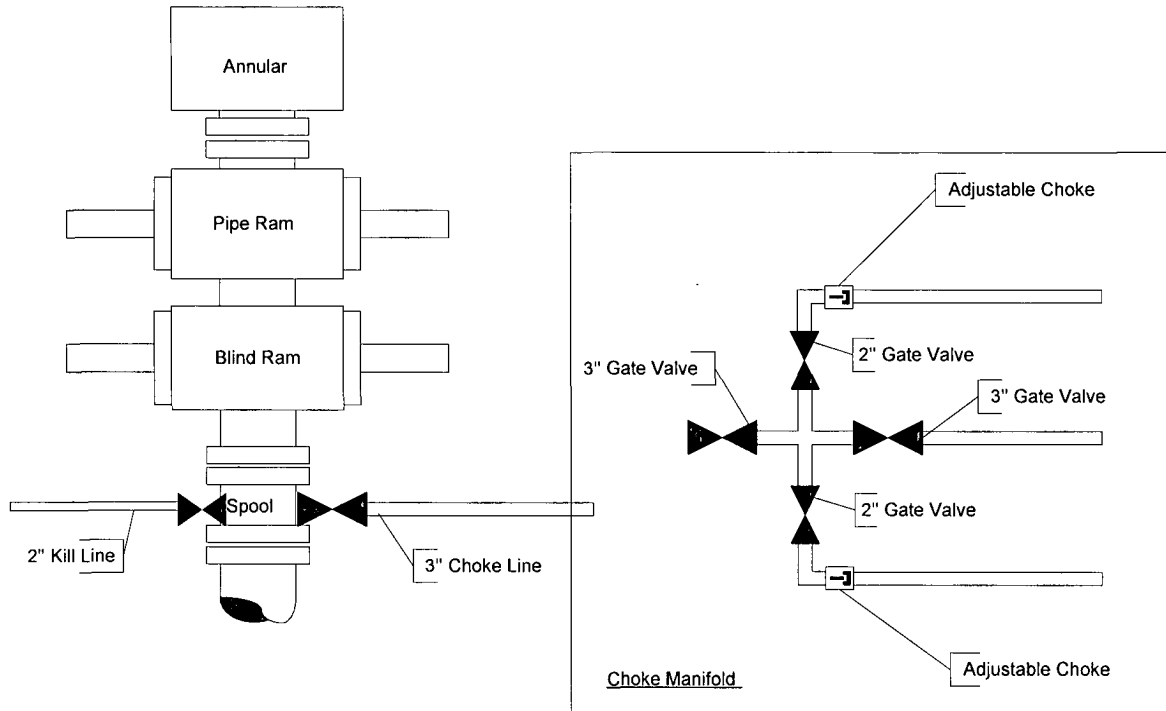 Annular
Pipe Ram
Blind Ram
Spool
2" Kill Line
3" Choke Line
Adjustable Choke
2" Gate Valve
3" Gate Valve
3" Gate Valve
2" Gate Valve
Adjustable Choke
Choke Manifold